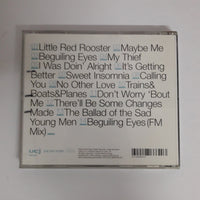 Little Red Rooster Maybe Me
Beguiling Eyes My Thief
I Was Doin' Alright It's Getting
Better Sweet Insomnia Calling
You No Other Love Trains&
Boats&Planes Don't Worry 'Bout
Me There'll Be Some Changes
Made The Ballad of the Sad
Young Men Beguiling Eyes(FM
Mix)
ucj